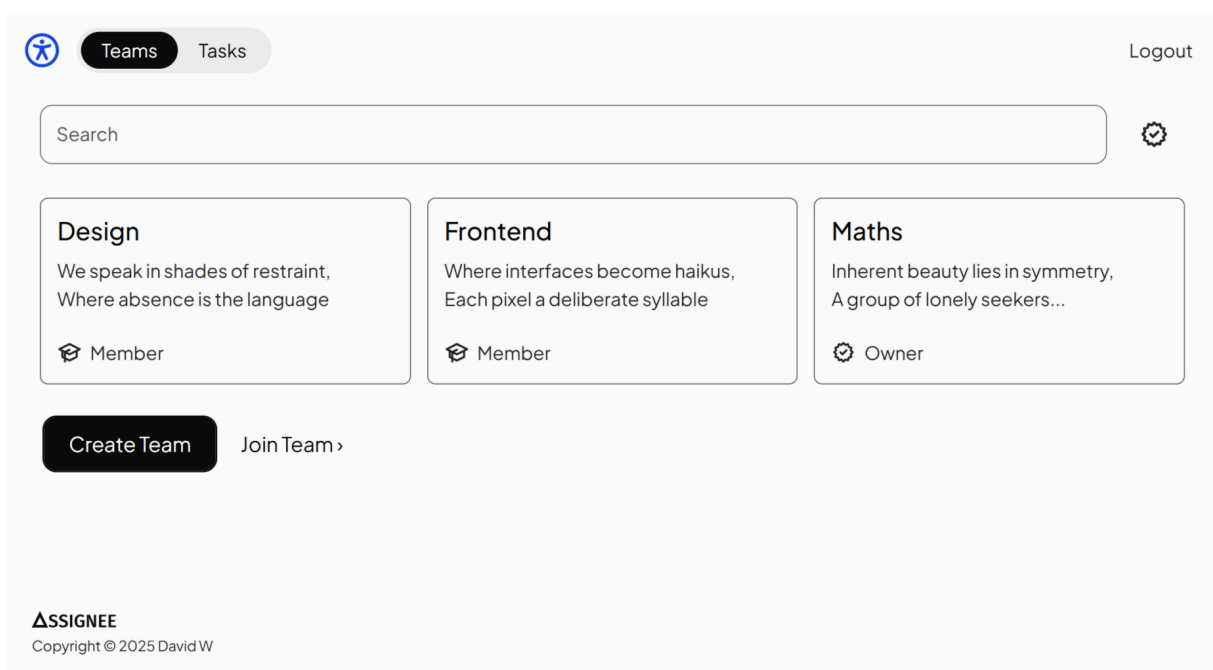 Teams
Tasks
Logout
Search
Design
We speak in shades of restraint,
Where absence is the language
Member
Frontend
Where interfaces become haikus,
Each pixel a deliberate syllable
Member
Maths
Inherent beauty lies in symmetry,
A group of lonely seekers...
Owner
Create Team
Join Team ›
ASSIGNEE
Copyright © 2025 David W